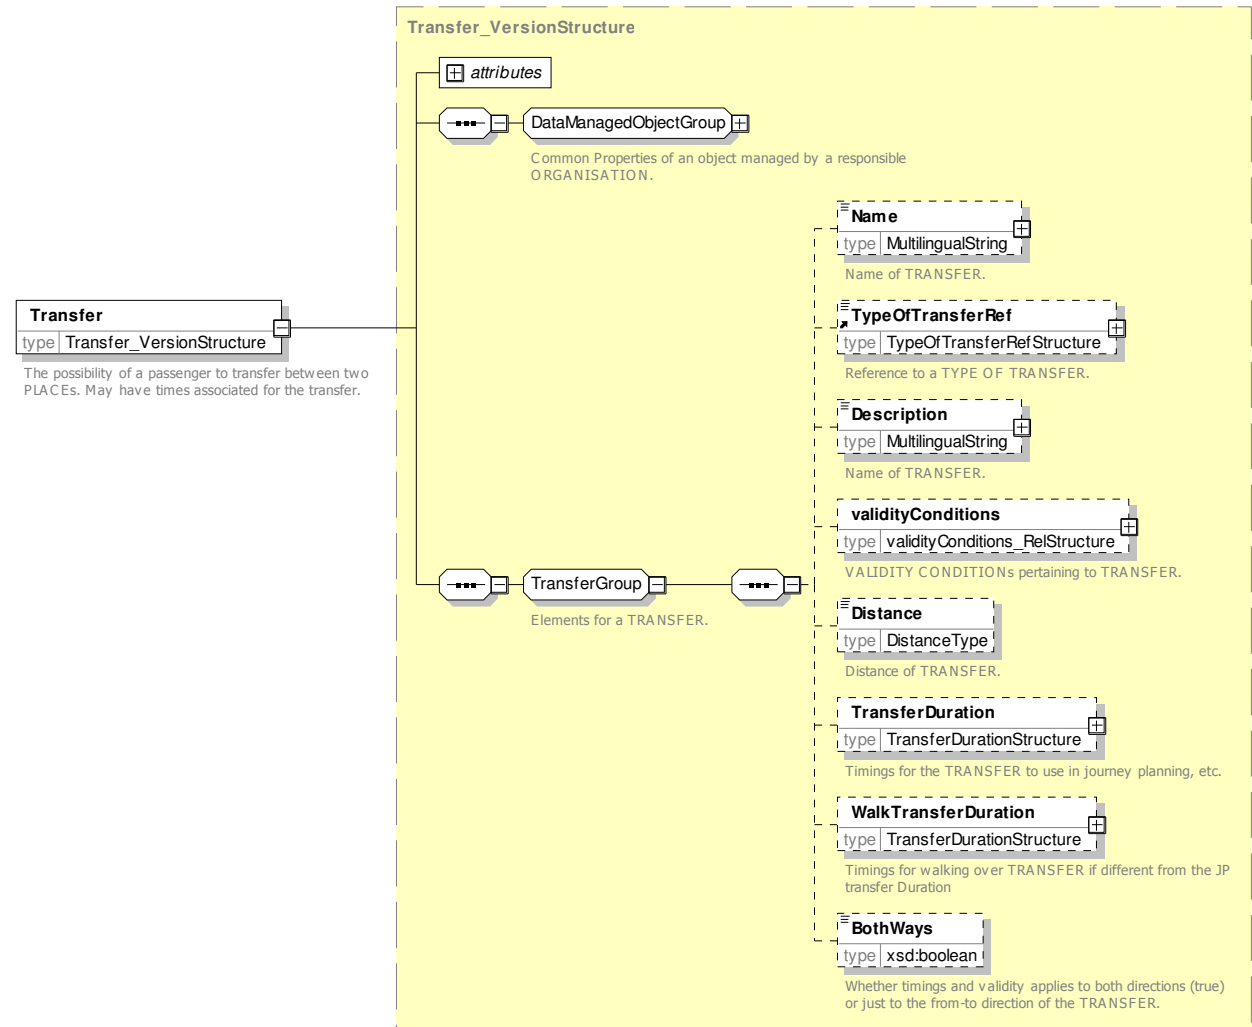 Transfer_VersionStructure
attributes
DataManagedObjectGroup
Common Properties of an object managed by a responsible
ORGANISATION.
Name
type MultilingualString
Name of TRANSFER.
Transfer
type Transfer_VersionStructure
The possibility of a passenger to transfer between two
PLACEs. May have times associated for the transfer.
TypeOfTransferRef
type TypeOfTransferRefStructure
Reference to a TYPE OF TRANSFER.
Description
type MultilingualString
Name of TRANSFER.
validityConditions
type validityConditions_RelStructure
VALIDITY CONDITIONs pertaining to TRANSFER.
TransferGroup
Elements for a TRANSFER.
Distance
type DistanceType
Distance of TRANSFER.
TransferDuration
type TransferDurationStructure
Timings for the TRANSFER to use in journey planning, etc.
WalkTransferDuration
type TransferDurationStructure
Timings for walking over TRANSFER if different from the JP
transfer Duration
BothWays
type xsd:boolean
Whether timings and validity applies to both directions (true)
or just to the from-to direction of the TRANSFER.